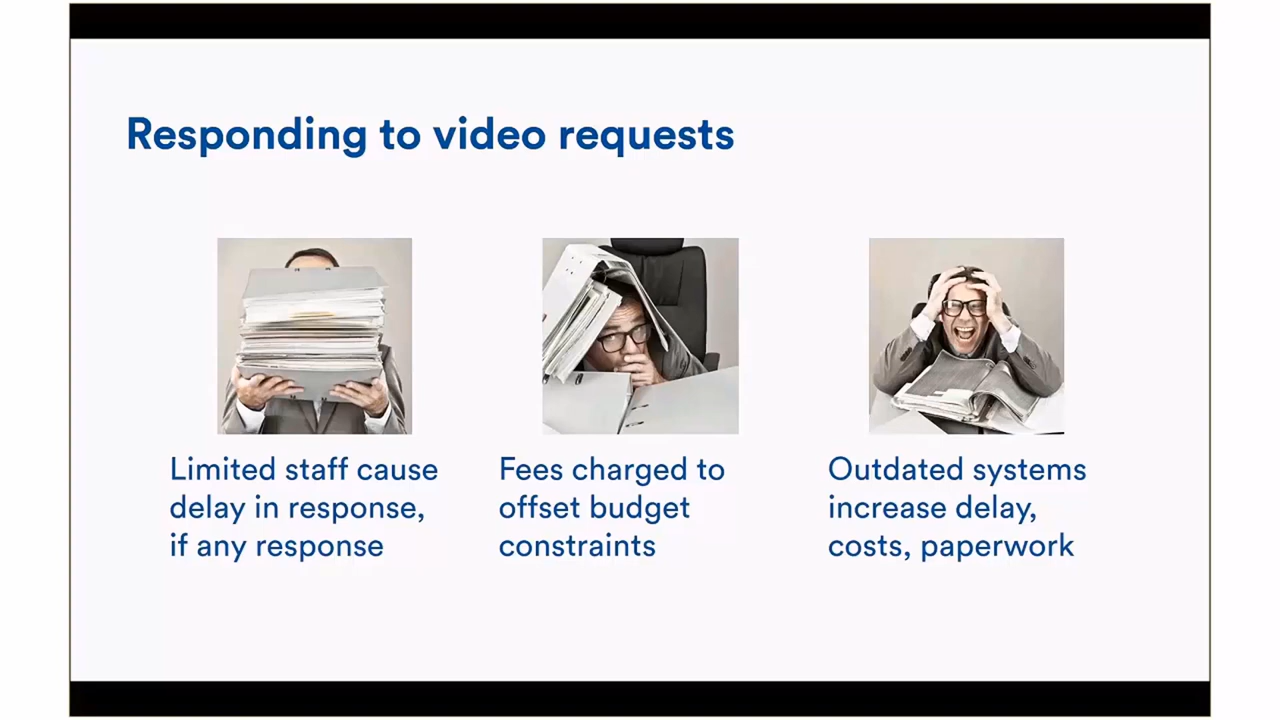 Responding to video requests
Limited staff cause
delay in response,
if any response
Fees charged to
offset budget
constraints
Outdated systems
increase delay,
costs, paperwork